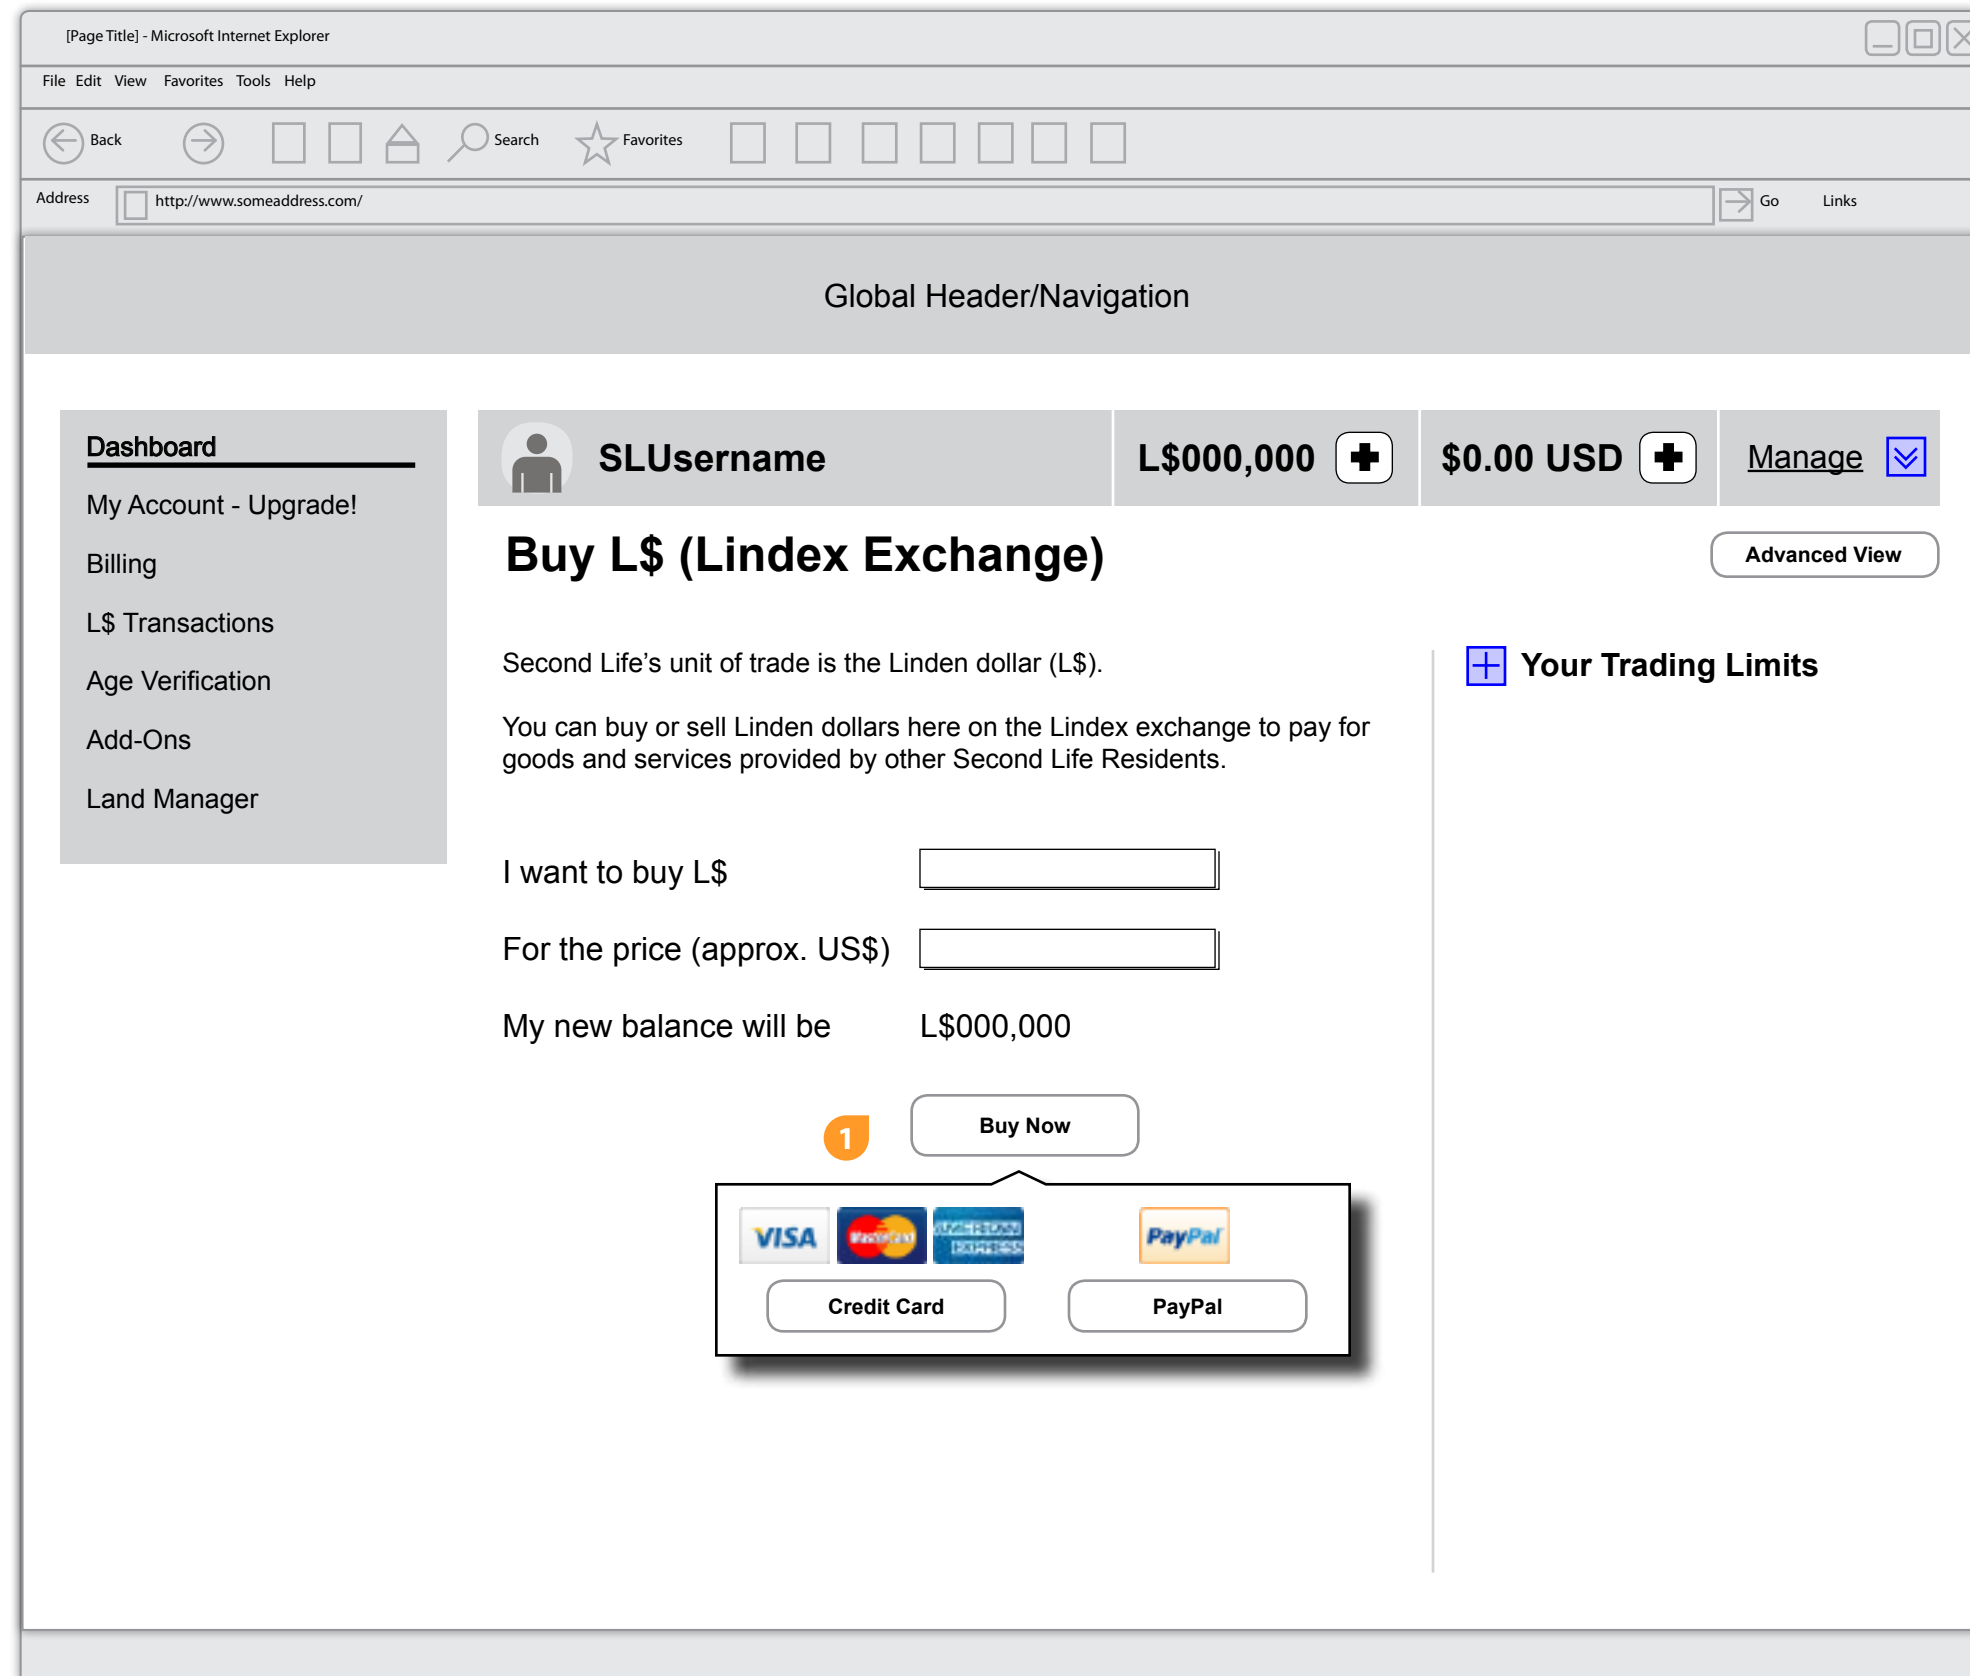 [Page Title] - Microsoft Internet Explorer
File Edit View Favorites Tools Help
Back Search Favorites
Address http://www.someaddress.com/ Go Links
Global Header/Navigation
Dashboard
My Account - Upgrade!
Billing
L$ Transactions
Age Verification
Add-Ons
Land Manager
SLUsername L$000,000 $0.00 USD Manage
Buy L$ (Lindex Exchange) Advanced View
Second Life’s unit of trade is the Linden dollar (L$).
You can buy or sell Linden dollars here on the Lindex exchange to pay for
goods and services provided by other Second Life Residents.
Your Trading Limits
I want to buy L$
For the price (approx. US$)
My new balance will be L$000,000
1 Buy Now
VISA MasterCard AMERICAN EXPRESS PayPal
Credit Card PayPal